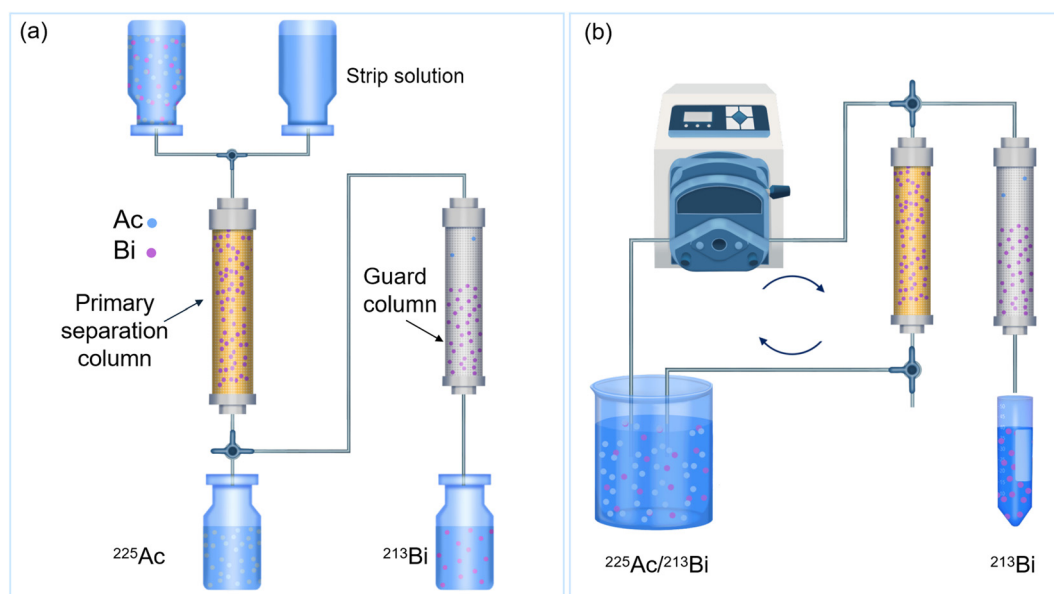 (a)
Strip solution
Ac
Bi
Primary
separation
column
Guard
column
²²⁵Ac
²¹³Bi
(b)
²²⁵Ac/²¹³Bi
²¹³Bi